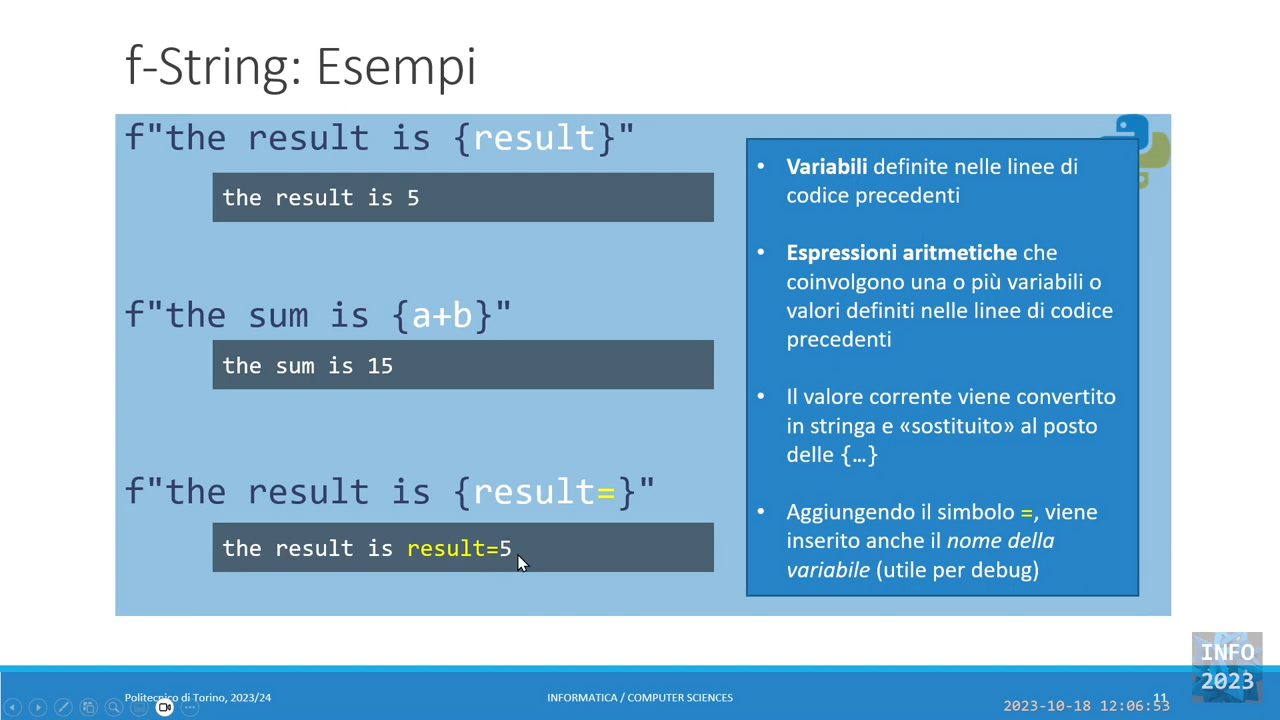 f-String: Esempi
f"the result is {result}"
the result is 5
f"the sum is {a+b}"
the sum is 15
f"the result is {result=}"
the result is result=5
• Variabili definite nelle linee di
codice precedenti
• Espressioni aritmetiche che
coinvolgono una o più variabili o
valori definiti nelle linee di codice
precedenti
• Il valore corrente viene convertito
in stringa e «sostituito» al posto
delle {…}
• Aggiungendo il simbolo =, viene
inserito anche il nome della
variabile (utile per debug)
INFO
2023
Politecnico di Torino, 2023/24
INFORMATICA / COMPUTER SCIENCES
11
2023-10-18 12:06:53